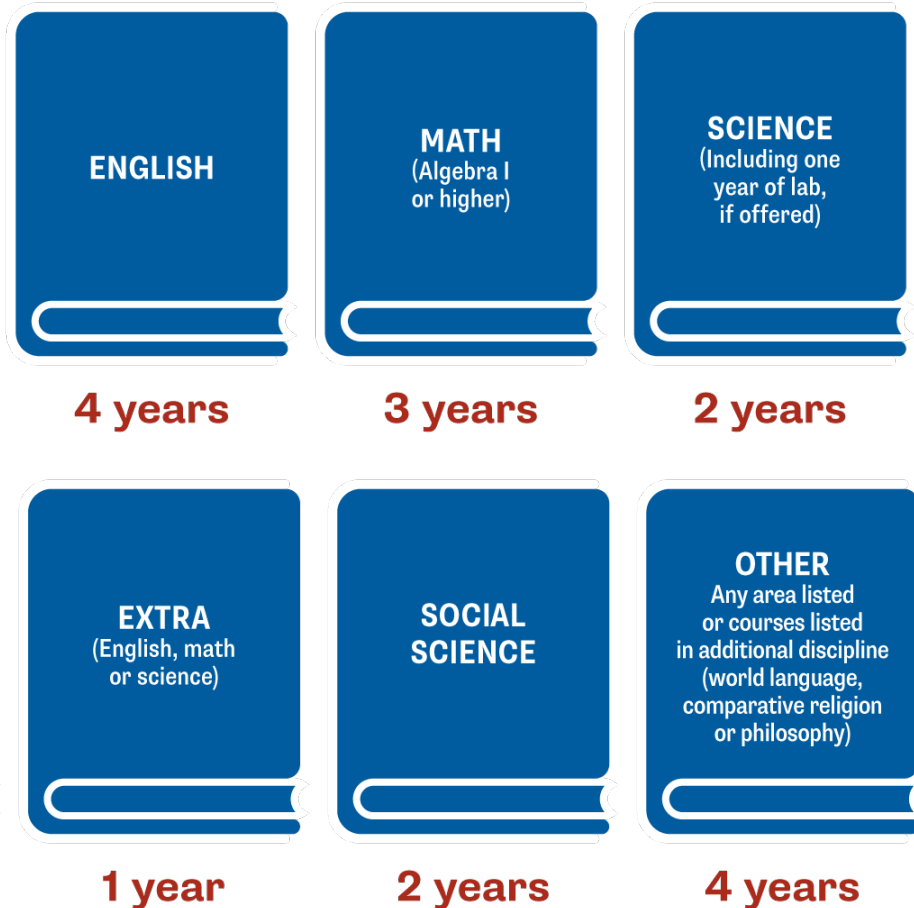 ENGLISH
4 years
MATH
(Algebra I
or higher)
3 years
SCIENCE
(Including one
year of lab,
if offered)
2 years
EXTRA
(English, math
or science)
1 year
SOCIAL
SCIENCE
2 years
OTHER
Any area listed
or courses listed
in additional discipline
(world language,
comparative religion
or philosophy)
4 years